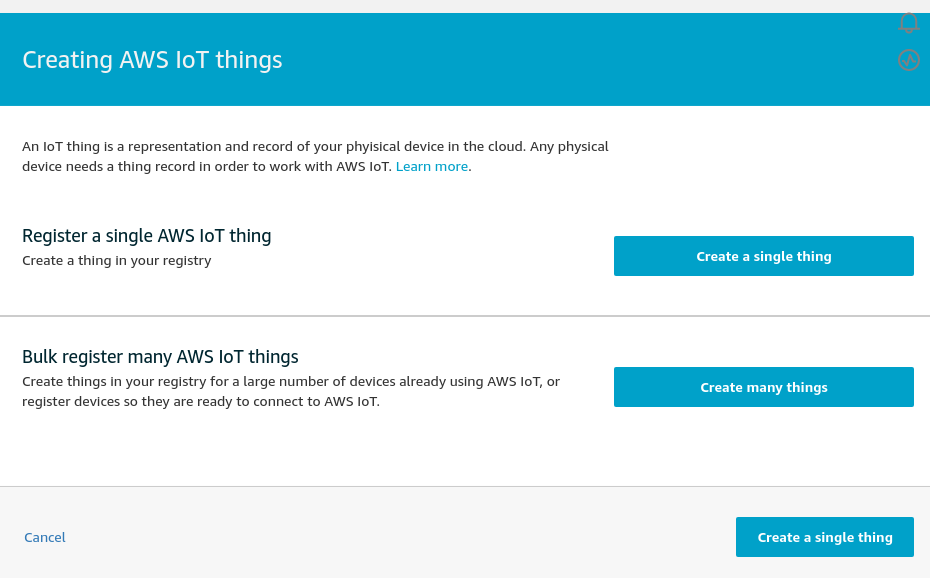 Creating AWS IoT things
An IoT thing is a representation and record of your phyisical device in the cloud. Any physical
device needs a thing record in order to work with AWS IoT. Learn more.
Register a single AWS IoT thing
Create a thing in your registry
Create a single thing
Bulk register many AWS IoT things
Create things in your registry for a large number of devices already using AWS IoT, or
register devices so they are ready to connect to AWS IoT.
Create many things
Cancel
Create a single thing